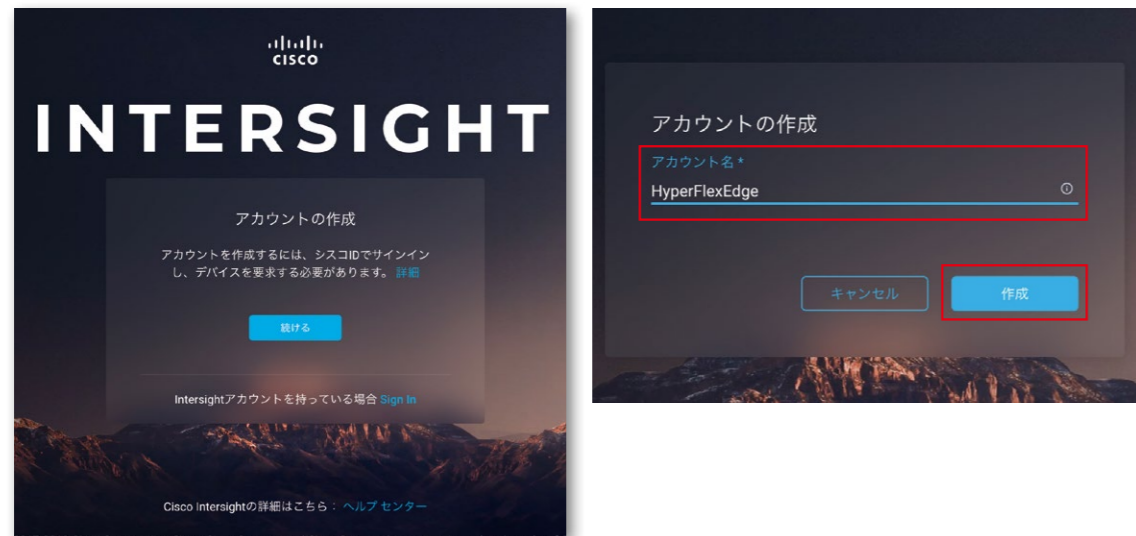 CISCO
INTERSIGHT
アカウントの作成
アカウントを作成するには、シスコIDでサインイン
し、デバイスを要求する必要があります。 詳細
続ける
Intersightアカウントを持っている場合 Sign In
Cisco Intersightの詳細はこちら： ヘルプ センター
アカウントの作成
アカウント名 *
HyperFlexEdge
キャンセル
作成